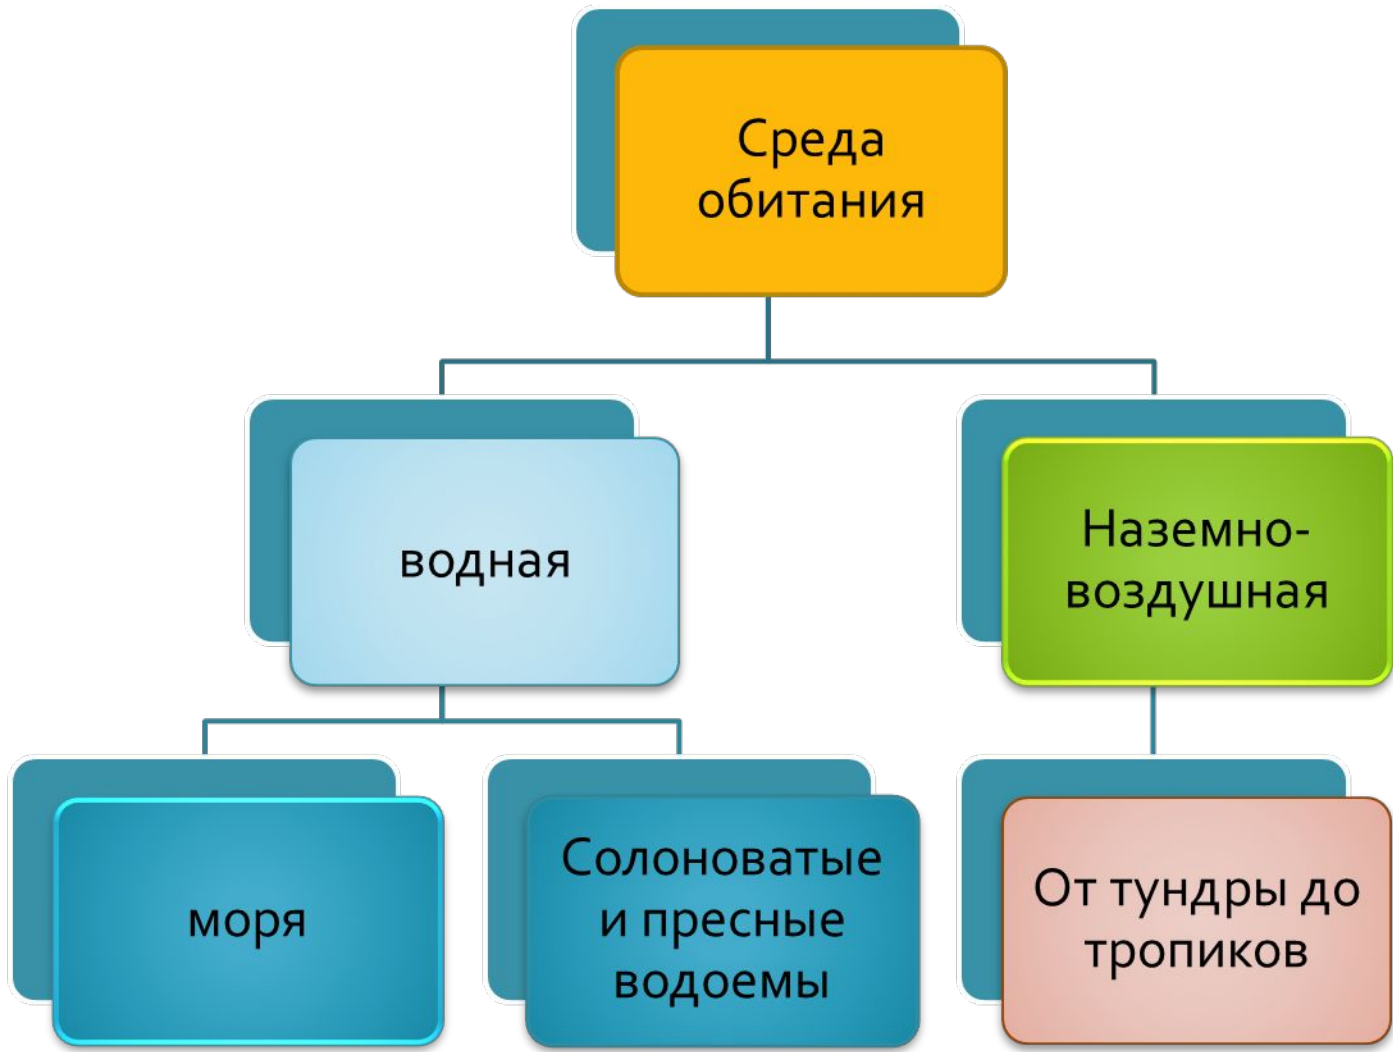 Среда
обитания
водная
Наземно-
воздушная
моря
Солоноватые
и пресные
водоемы
От тундры до
тропиков